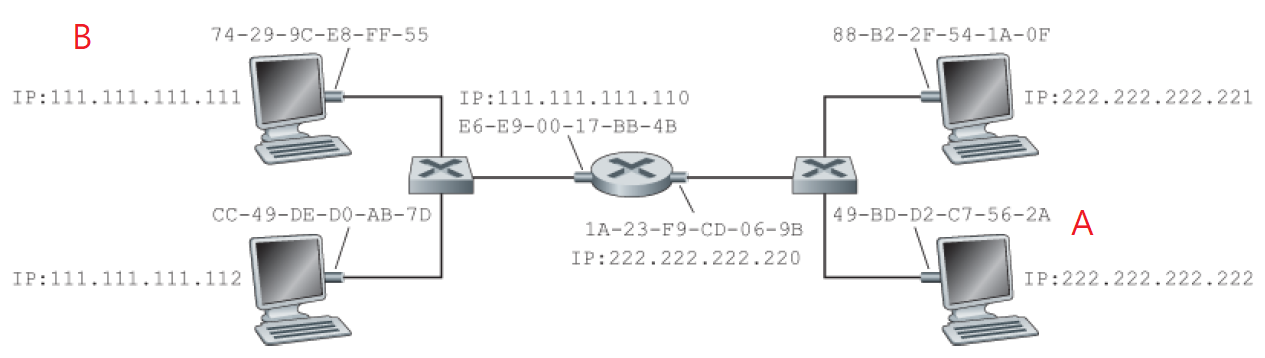 B
74-29-9C-E8-FF-55
88-B2-2F-54-1A-0F
IP:111.111.111.111
IP:111.111.111.110
IP:222.222.222.221
E6-E9-00-17-BB-4B
CC-49-DE-D0-AB-7D
49-BD-D2-C7-56-2A
A
1A-23-F9-CD-06-9B
IP:222.222.222.220
IP:111.111.111.112
IP:222.222.222.222